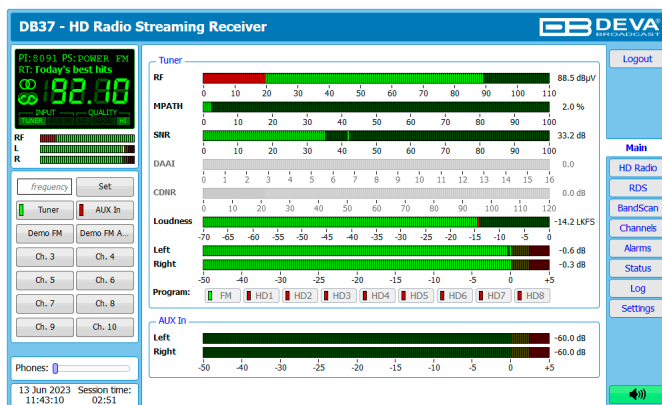 DB37 - HD Radio Streaming Receiver
DEVA
BROADCAST
PI:8091 PS:POWER FM
RT: Today's best hits
92.10
INPUT QUALITY
TUNER HI
RF
L
R
frequency Set
Tuner AUX In
Demo FM Demo FM A...
Ch. 3 Ch. 4
Ch. 5 Ch. 6
Ch. 7 Ch. 8
Ch. 9 Ch. 10
Phones:
13 Jun 2023 Session time:
11:43:10 02:51
Tuner
RF 88.5 dBµV
0 10 20 30 40 50 60 70 80 90 100 110
MPATH 2.0 %
0 10 20 30 40 50 60 70 80 90 100
SNR 33.2 dB
0 10 20 30 40 50 60 70 80 90 100
DAAI 0.0
0 1 2 3 4 5 6 7 8 9 10 11 12 13 14 15 16
CDNR 0.0 dB
0 10 20 30 40 50 60 70 80 90 100 110 120
Loudness -14.2 LKFS
-70 -65 -60 -55 -50 -45 -40 -35 -30 -25 -20 -15 -10 -5 0
Left -0.6 dB
Right -0.3 dB
-50 -40 -30 -20 -15 -10 -5 0 +5
Program: FM HD1 HD2 HD3 HD4 HD5 HD6 HD7 HD8
AUX In
Left -60.0 dB
Right -60.0 dB
-50 -40 -30 -20 -15 -10 -5 0 +5
Logout
Main
HD Radio
RDS
BandScan
Channels
Alarms
Status
Log
Settings